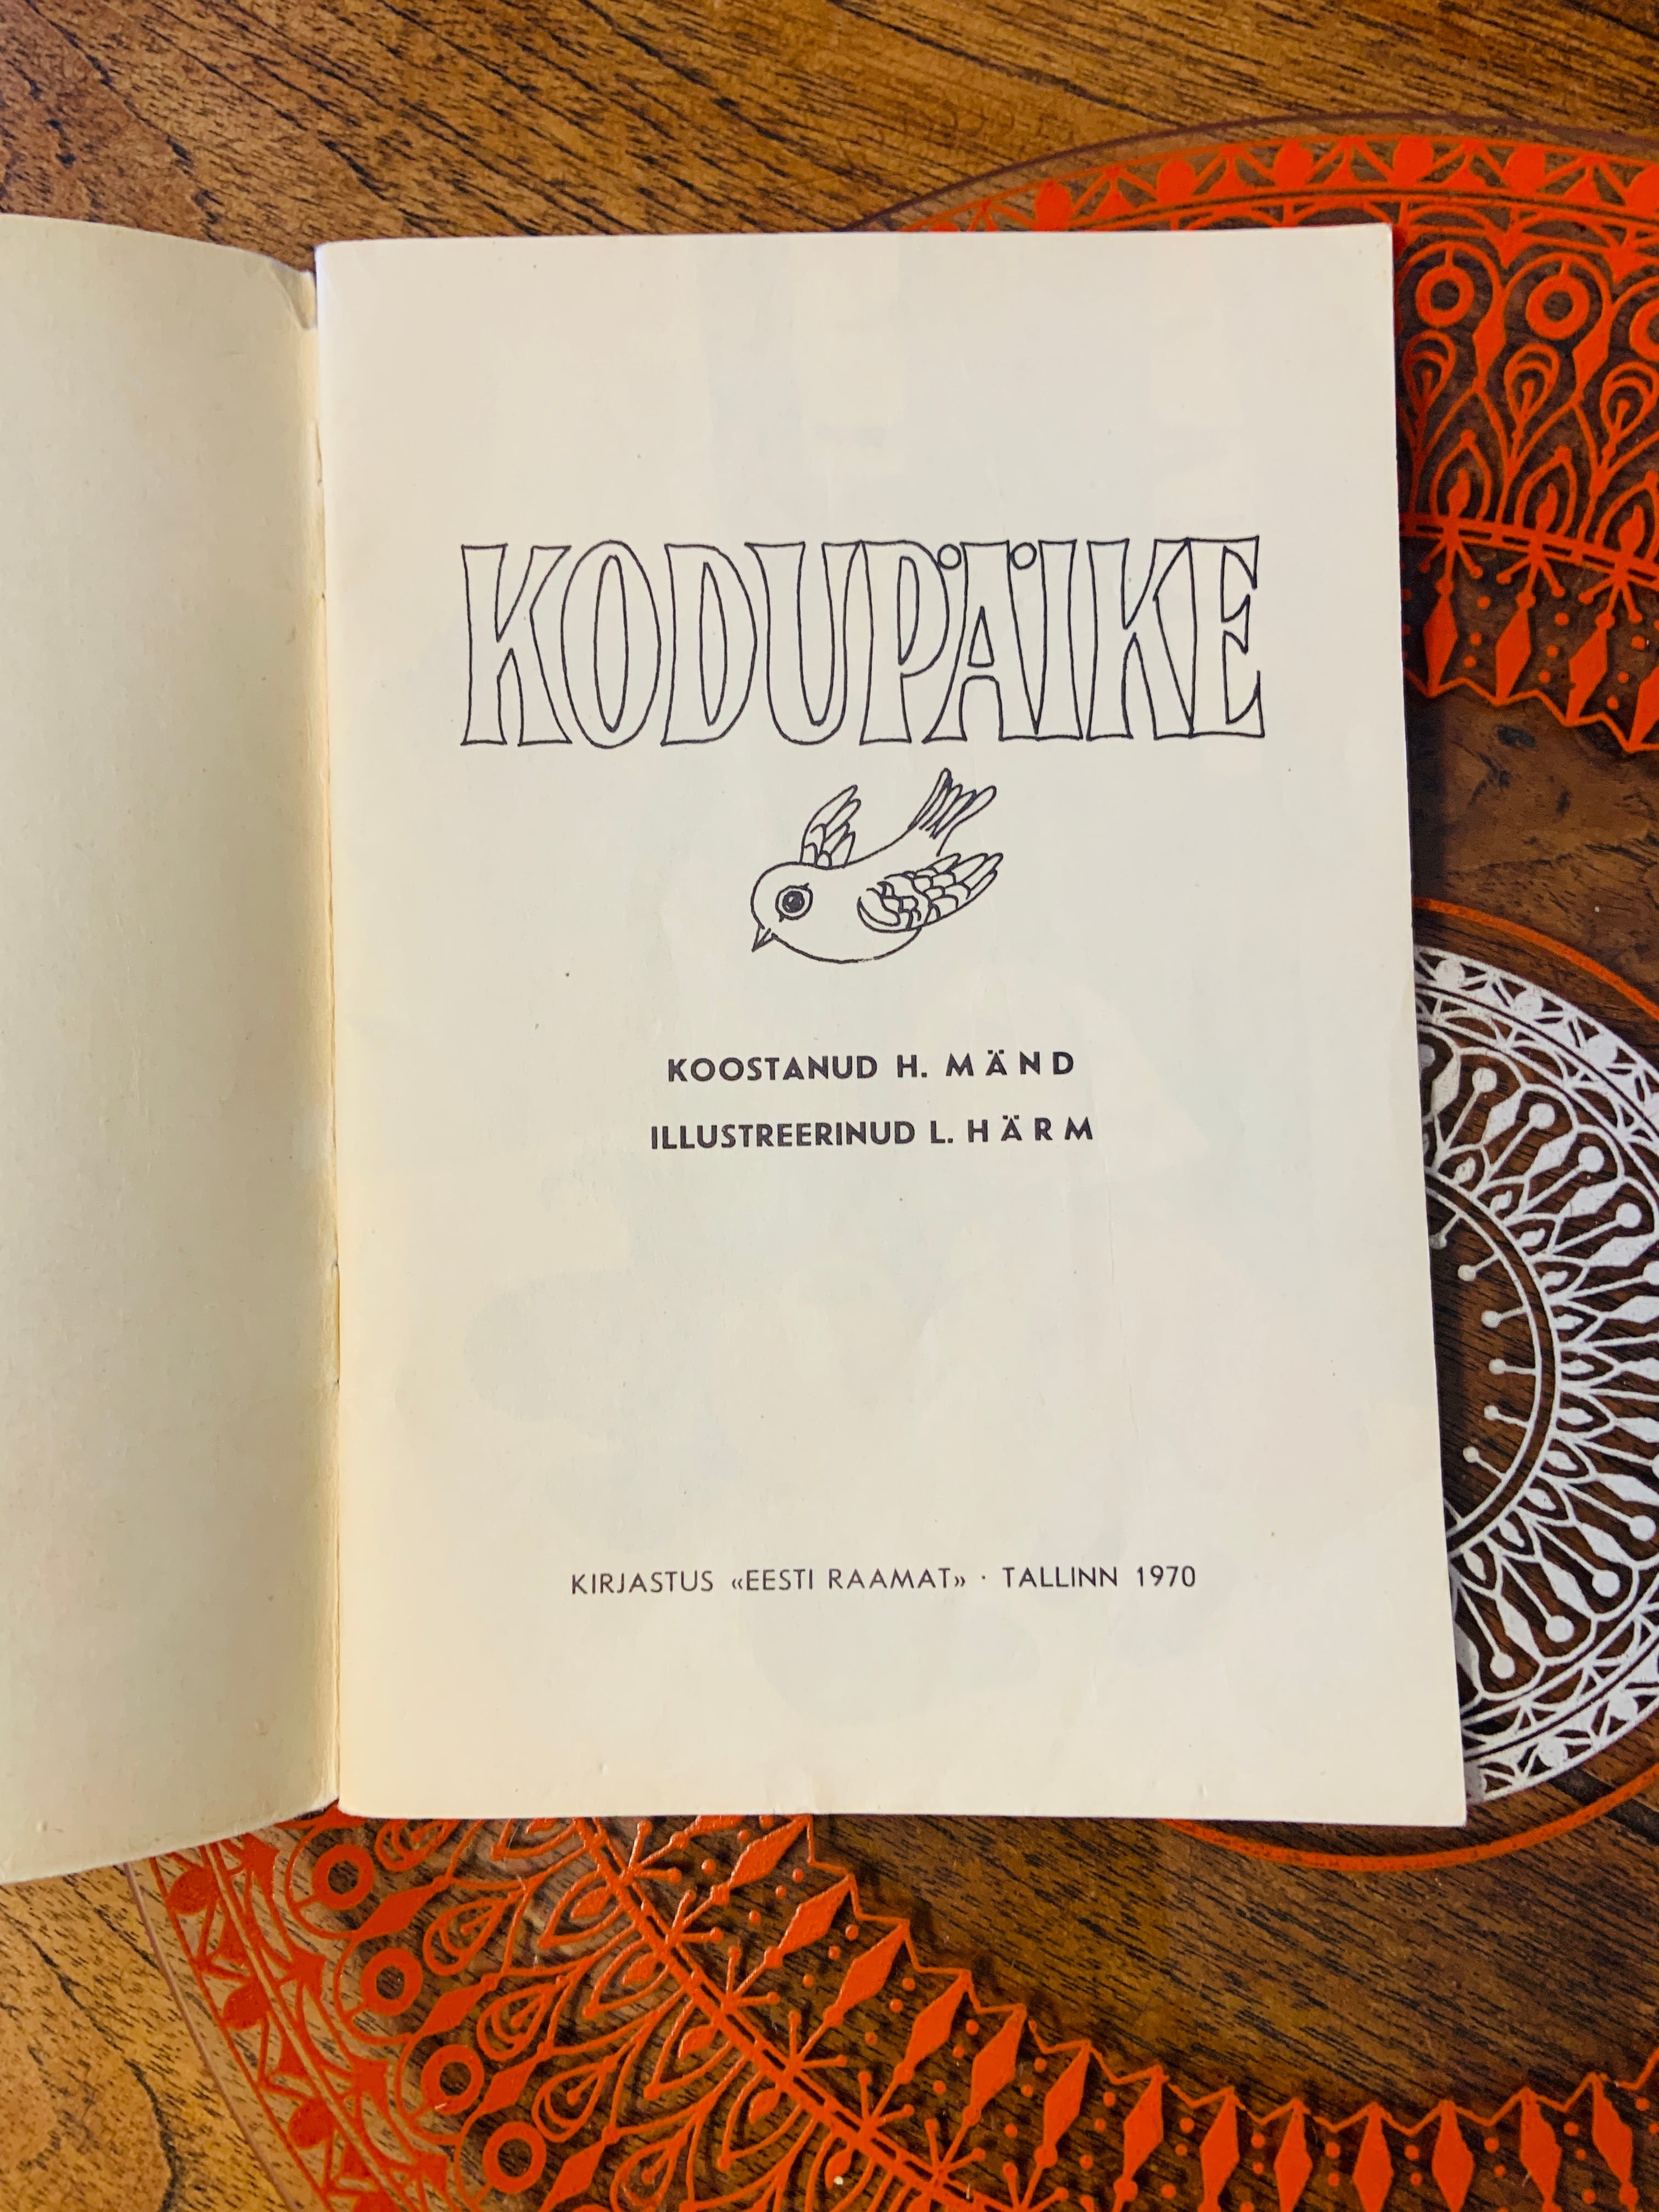 KODUPÄIKE
KOOSTANUD H. MÄND
ILLUSTREERINUD L. HÄRM
KIRJASTUS «EESTI RAAMAT» · TALLINN 1970